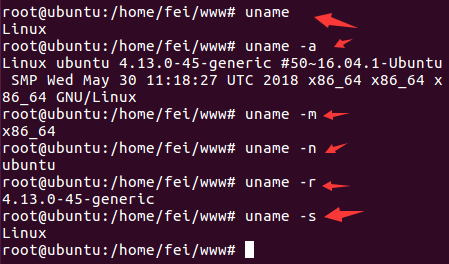 root@ubuntu:/home/fei/www# uname
Linux
root@ubuntu:/home/fei/www# uname -a
Linux ubuntu 4.13.0-45-generic #50~16.04.1-Ubuntu
 SMP Wed May 30 11:18:27 UTC 2018 x86_64 x86_64 x
86_64 GNU/Linux
root@ubuntu:/home/fei/www# uname -m
x86_64
root@ubuntu:/home/fei/www# uname -n
ubuntu
root@ubuntu:/home/fei/www# uname -r
4.13.0-45-generic
root@ubuntu:/home/fei/www# uname -s
Linux
root@ubuntu:/home/fei/www#